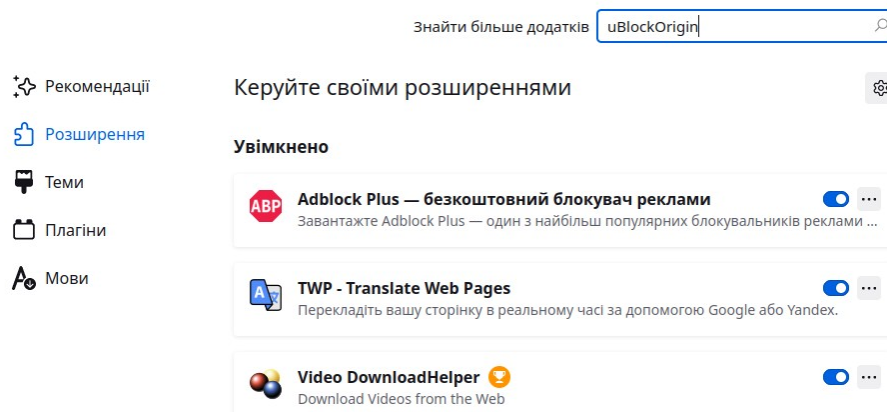 Знайти більше додатків uBlockOrigin
Рекомендації
Розширення
Теми
Плагіни
Мови
Керуйте своїми розширеннями
Увімкнено
ABP Adblock Plus — безкоштовний блокувач реклами
Завантажте Adblock Plus — один з найбільш популярних блокувальників реклами ...
TWP - Translate Web Pages
Перекладіть вашу сторінку в реальному часі за допомогою Google або Yandex.
Video DownloadHelper
Download Videos from the Web